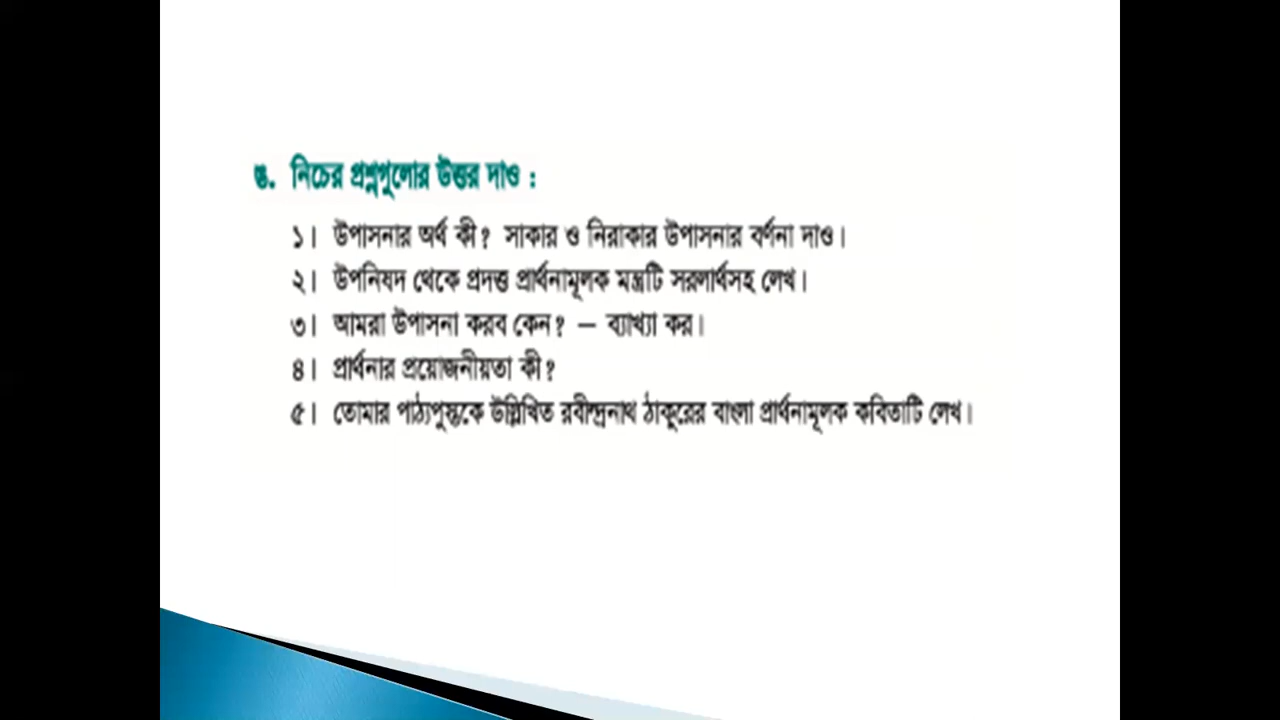 ঙ. নিচের প্রশ্নগুলোর উত্তর দাও :
১। উপাসনার অর্থ কী? সাকার ও নিরাকার উপাসনার বর্ণনা দাও।
২। উপনিষদ থেকে প্রদত্ত প্রার্থনামূলক মন্ত্রটি সরলার্থসহ লেখ।
৩। আমরা উপাসনা করব কেন? – ব্যাখ্যা কর।
৪। প্রার্থনার প্রয়োজনীয়তা কী?
৫। তোমার পাঠ্যপুস্তকে উল্লিখিত রবীন্দ্রনাথ ঠাকুরের বাংলা প্রার্থনামূলক কবিতাটি লেখ।